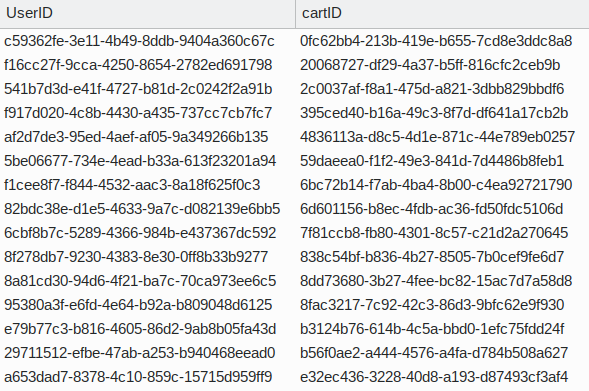 UserID cartID
c59362fe-3e11-4b49-8ddb-9404a360c67c 0fc62bb4-213b-419e-b655-7cd8e3ddc8a8
f16cc27f-9cca-4250-8654-2782ed691798 20068727-df29-4a37-b5ff-816cfc2ceb9b
541b7d3d-e41f-4727-b81d-2c0242f2a91b 2c0037af-f8a1-475d-a821-3dbb829bbdf6
f917d020-4c8b-4430-a435-737cc7cb7fc7 395ced40-b16a-49c3-8f7d-df641a17cb2b
af2d7de3-95ed-4aef-af05-9a349266b135 4836113a-d8c5-4d1e-871c-44e789eb0257
5be06677-734e-4ead-b33a-613f23201a94 59daeea0-f1f2-49e3-841d-7d4486b8feb1
f1cee8f7-f844-4532-aac3-8a18f625f0c3 6bc72b14-f7ab-4ba4-8b00-c4ea92721790
82bdc38e-d1e5-4633-9a7c-d082139e6bb5 6d601156-b8ec-4fdb-ac36-fd50fdc5106d
6cbf8b7c-5289-4366-984b-e437367dc592 7f81ccb8-fb80-4301-8c57-c21d2a270645
8f278db7-9230-4383-8e30-0ff8b33b9277 838c54bf-b836-4b27-8505-7b0cef9fe6d7
8a81cd30-94d6-4f21-ba7c-70ca973ee6c5 8dd73680-3b27-4fee-bc82-15ac7d7a58d8
95380a3f-e6fd-4e64-b92a-b809048d6125 8fac3217-7c92-42c3-86d3-9bfc62e9f930
e79b77c3-b816-4605-86d2-9ab8b05fa43d b3124b76-614b-4c5a-bbd0-1efc75fdd24f
29711512-efbe-47ab-a253-b940468eead0 b56f0ae2-a444-4576-a4fa-d784b508a627
a653dad7-8378-4c10-859c-15715d959ff9 e32ec436-3228-40d8-a193-d87493cf3af4